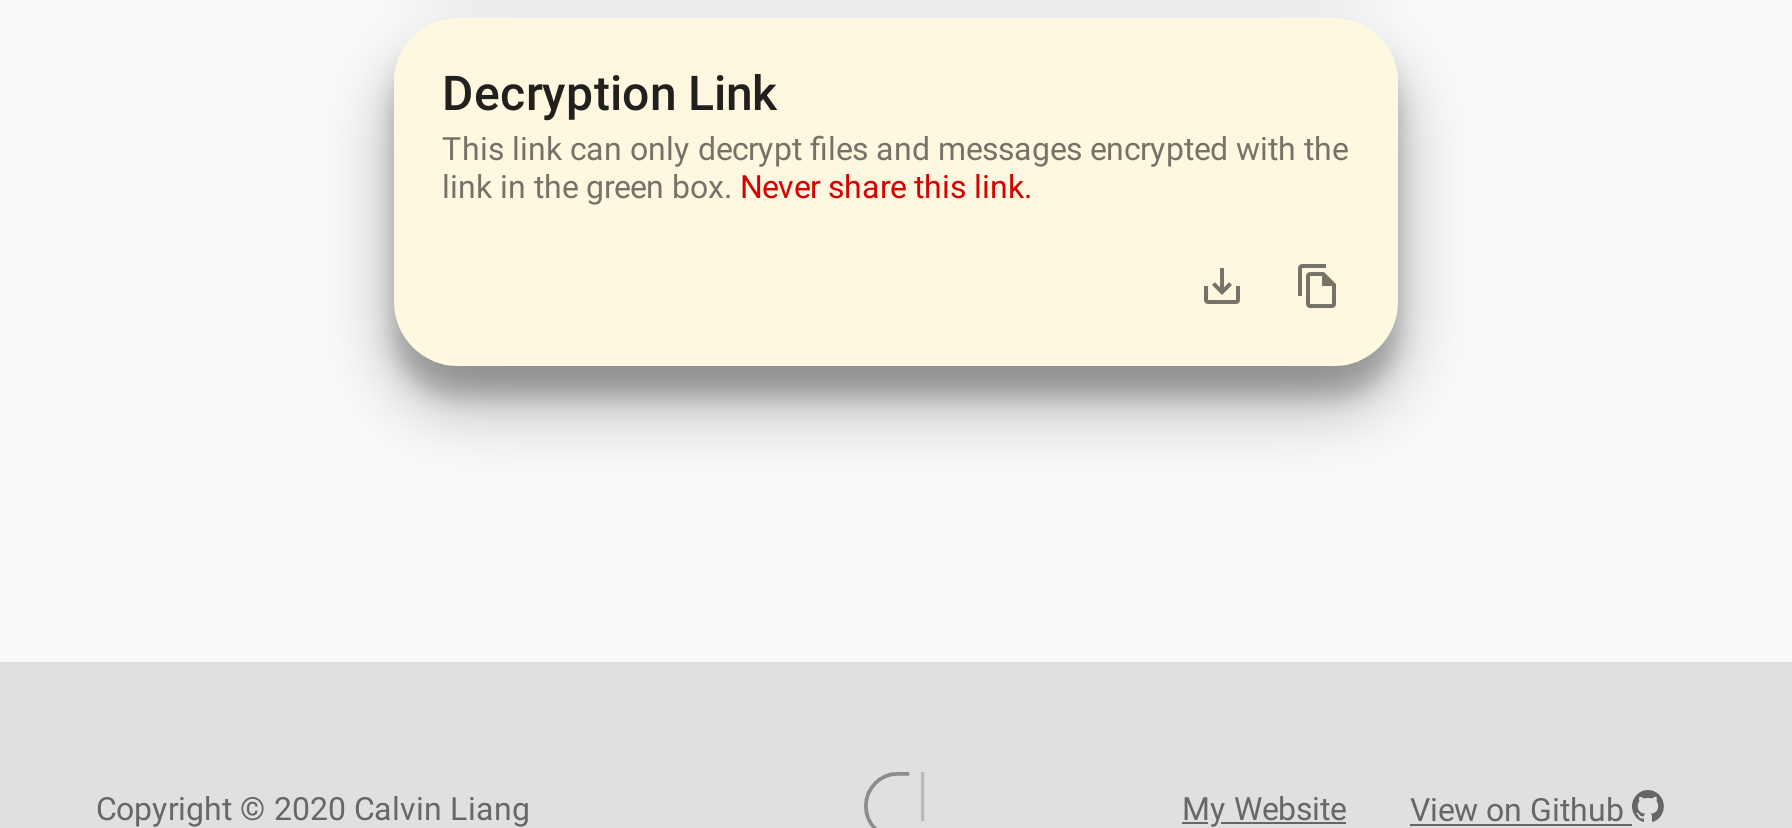 Decryption Link
This link can only decrypt files and messages encrypted with the
link in the green box. Never share this link.
Copyright © 2020 Calvin Liang
My Website
View on Github